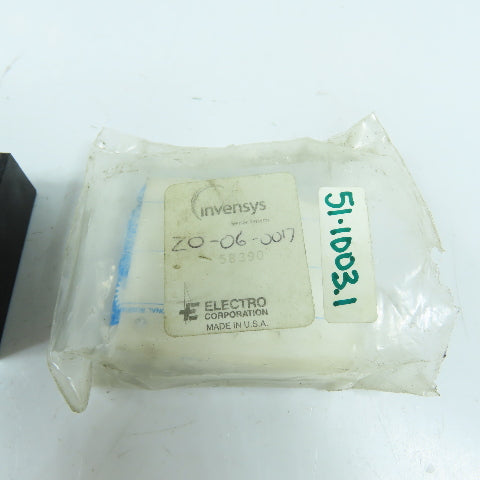 invensys
ZO-06-0017
58390
ELECTRO
CORPORATION
MADE IN U.S.A.
51-1003.1